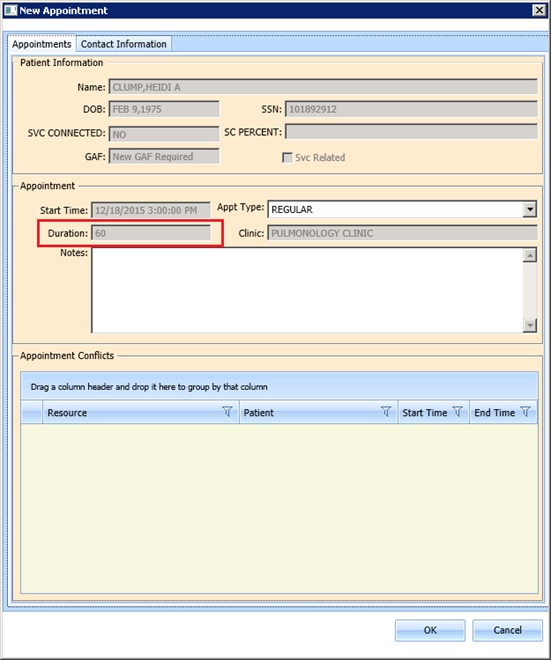 New Appointment
Appointments Contact Information
Patient Information
Name: CLUMP,HEIDI A
DOB: FEB 9,1975 SSN: 101892912
SVC CONNECTED: NO SC PERCENT:
GAF: New GAF Required Svc Related
Appointment
Start Time: 12/18/2015 3:00:00 PM Appt Type: REGULAR
Duration: 60 Clinic: PULMONOLOGY CLINIC
Notes:
Appointment Conflicts
Drag a column header and drop it here to group by that column
Resource Patient Start Time End Time
OK Cancel